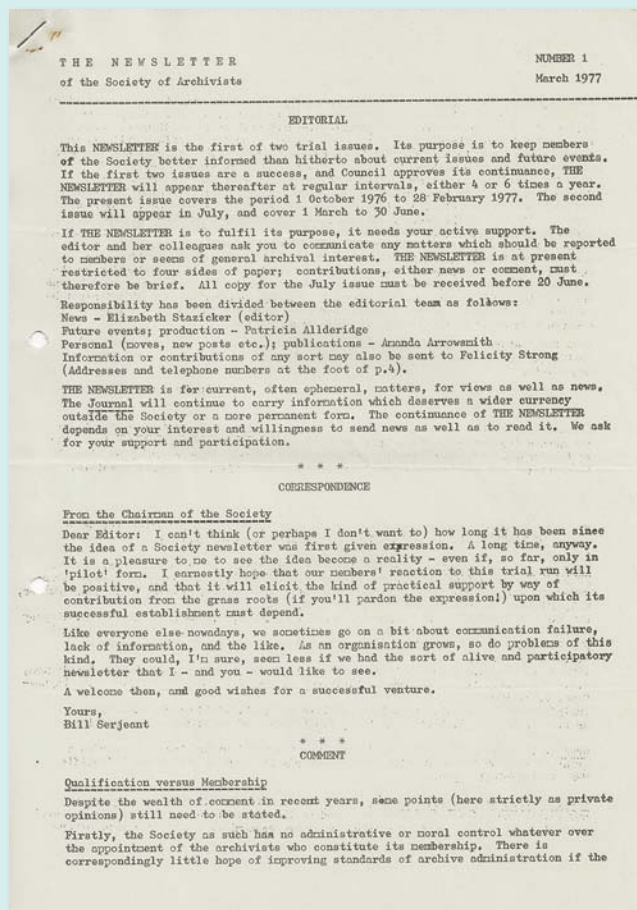 THE NEWSLETTER
NUMBER 1
of the Society of Archivists
March 1977
EDITORIAL
This NEWSLETTER is the first of two trial issues. Its purpose is to keep members
of the Society better informed than hitherto about current issues and future events.
If the first two issues are a success, and Council approves its continuance, THE
NEWSLETTER will appear thereafter at regular intervals, either 4 or 6 times a year.
The present issue covers the period 1 October 1976 to 28 February 1977. The second
issue will appear in July, and cover 1 March to 30 June.
If THE NEWSLETTER is to fulfil its purpose, it needs your active support. The
editor and her colleagues ask you to communicate any matters which should be reported
to members or seems of general archival interest. THE NEWSLETTER is at present
restricted to four sides of paper; contributions, either news or comment, must
therefore be brief. All copy for the July issue must be received before 20 June.
Responsibility has been divided between the editorial team as follows:
News - Elizabeth Stazicker (editor)
Future events; production - Patricia Allderidge
Personal (moves, new posts etc.); publications - Amanda Arrowsmith
Information or contributions of any sort may also be sent to Felicity Strong
(Addresses and telephone numbers at the foot of p.4).
THE NEWSLETTER is for current, often ephemeral, matters, for views as well as news.
The Journal will continue to carry information which deserves a wider currency
outside the Society or a more permanent form. The continuance of THE NEWSLETTER
depends on your interest and willingness to send news as well as to read it. We ask
for your support and participation.
* * *
CORRESPONDENCE
From the Chairman of the Society
Dear Editor: I can't think (or perhaps I don't want to) how long it has been since
the idea of a Society newsletter was first given expression. A long time, anyway.
It is a pleasure to me to see the idea become a reality - even if, so far, only in
'pilot' form. I earnestly hope that our members' reaction to this trial run will
be positive, and that it will elicit the kind of practical support by way of
contribution from the grass roots (if you'll pardon the expression!) upon which its
successful establishment must depend.
Like everyone else nowadays, we sometimes go on a bit about communication failure,
lack of information, and the like. As an organisation grows, so do problems of this
kind. They could, I'm sure, seem less if we had the sort of alive and participatory
newsletter that I - and you - would like to see.
A welcome then, and good wishes for a successful venture.
Yours,
Bill Serjeant
* * *
COMMENT
Qualification versus Membership
Despite the wealth of comment in recent years, some points (here strictly as private
opinions) still need to be stated.
Firstly, the Society as such has no administrative or moral control whatever over
the appointment of the archivists who constitute its membership. There is
correspondingly little hope of improving standards of archive administration if the